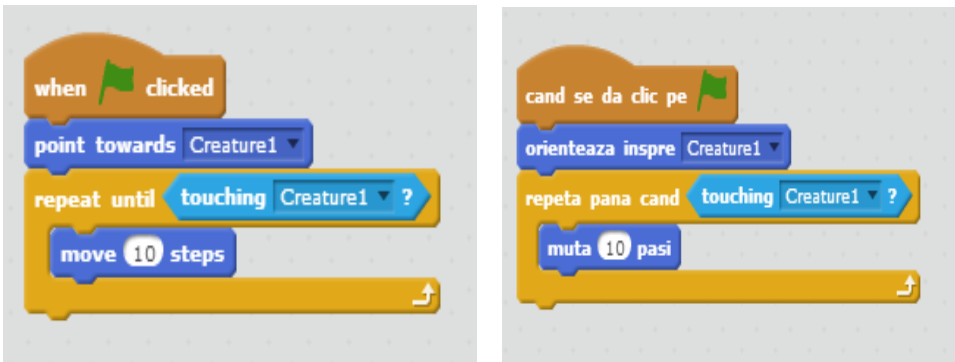 when clicked
point towards Creature1
repeat until touching Creature1 ?
move 10 steps
cand se da clic pe
orienteaza inspre Creature1
repeta pana cand touching Creature1 ?
muta 10 pasi